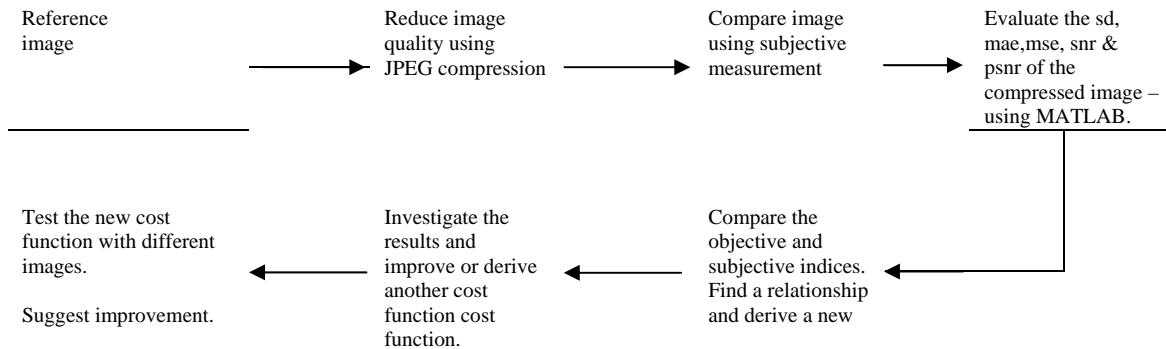 Reference
image
Reduce image
quality using
JPEG compression
Compare image
using subjective
measurement
Evaluate the sd,
mae,mse, snr &
psnr of the
compressed image –
using MATLAB.
Compare the
objective and
subjective indices.
Find a relationship
and derive a new
Investigate the
results and
improve or derive
another cost
function cost
function.
Test the new cost
function with different
images.
Suggest improvement.